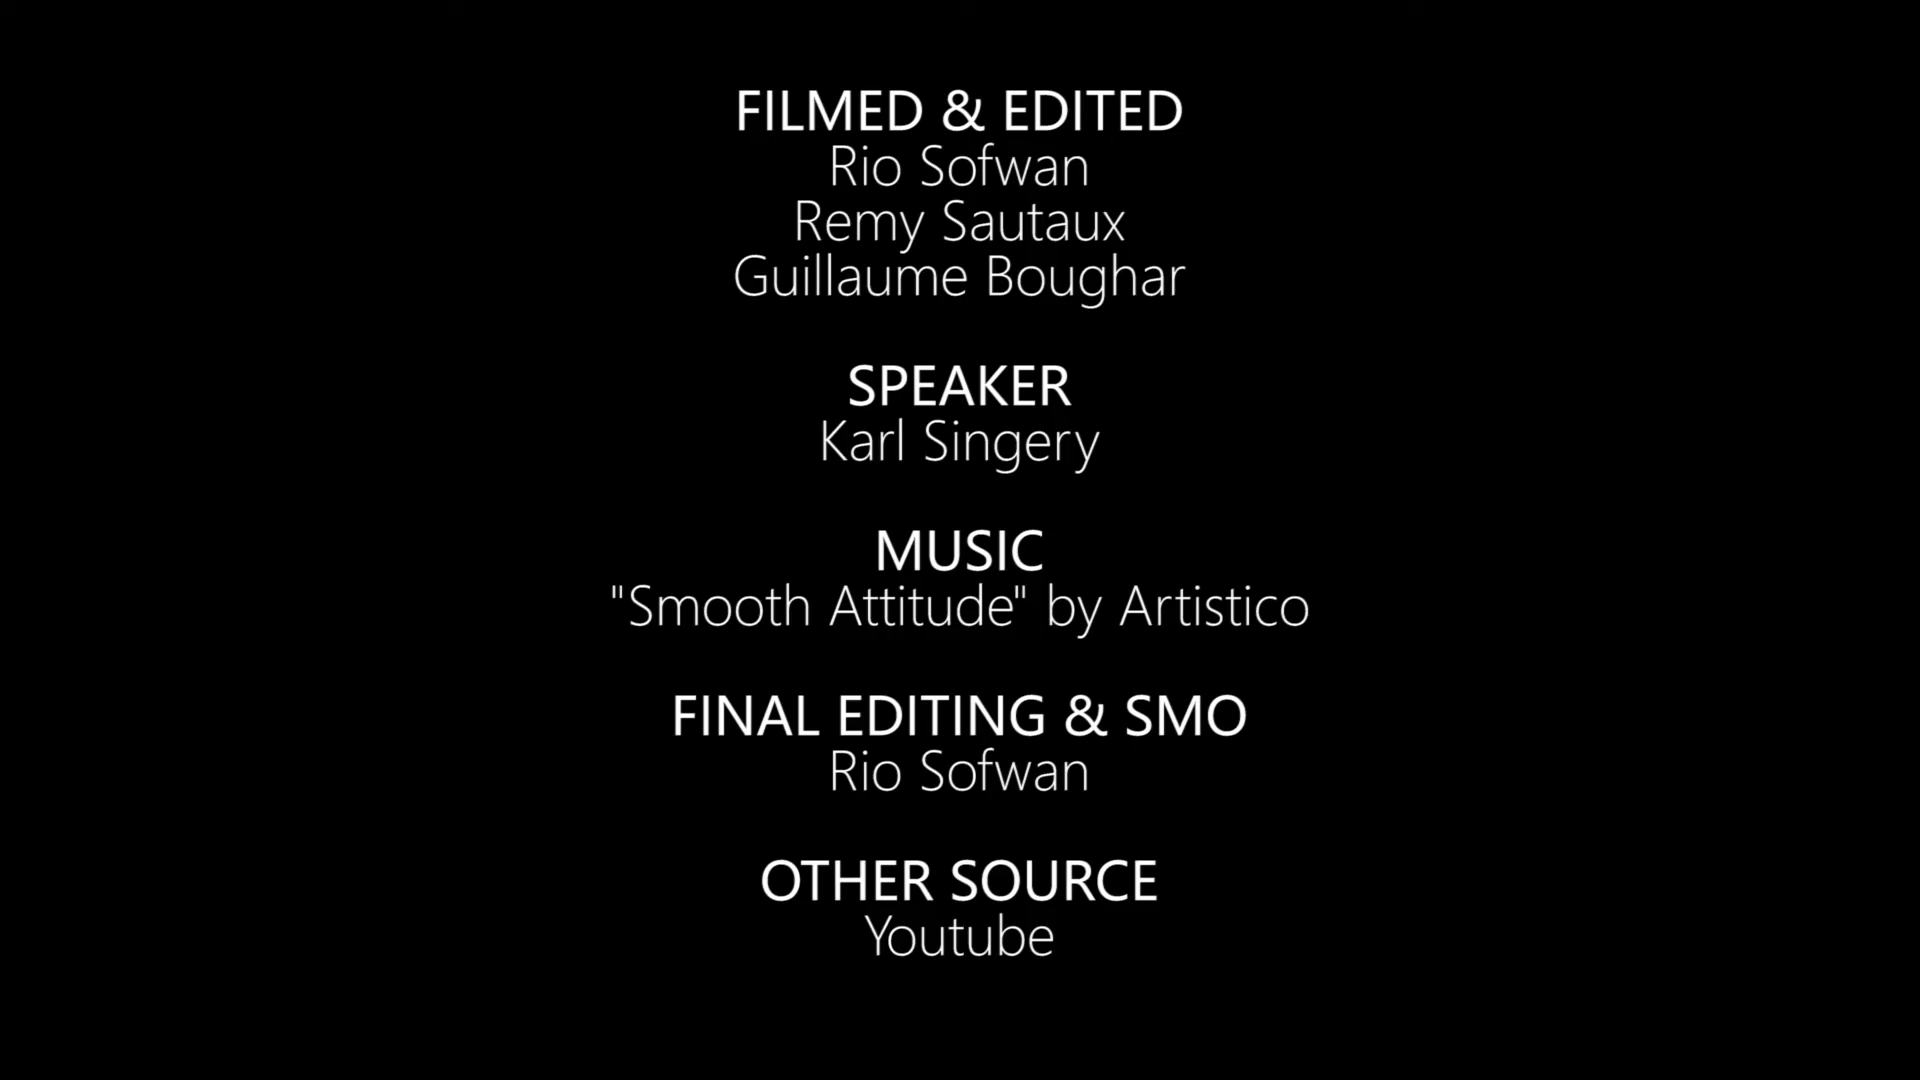 FILMED & EDITED
Rio Sofwan
Remy Sautaux
Guillaume Boughar
SPEAKER
Karl Singery
MUSIC
"Smooth Attitude" by Artistico
FINAL EDITING & SMO
Rio Sofwan
OTHER SOURCE
Youtube